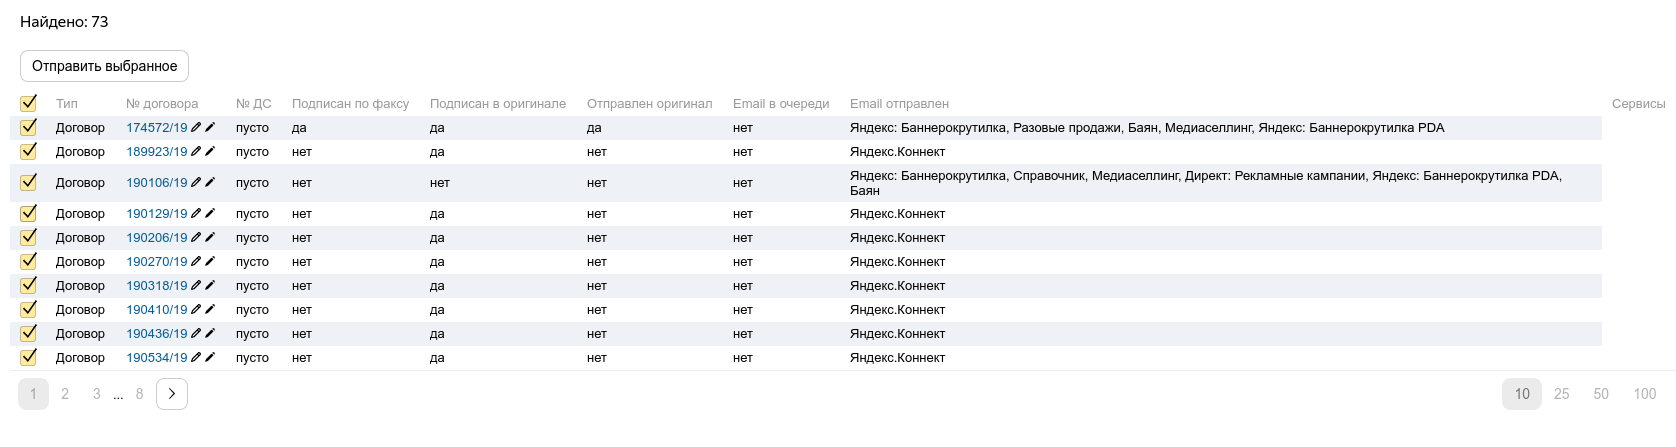 Найдено: 73
Отправить выбранное
Тип № договора № ДС Подписан по факсу Подписан в оригинале Отправлен оригинал Email в очереди Email отправлен Сервисы
Договор 174572/19 пусто да да да нет Яндекс: Баннерокрутилка, Разовые продажи, Баян, Медиаселлинг, Яндекс: Баннерокрутилка PDA
Договор 189923/19 пусто нет да нет нет Яндекс.Коннект
Договор 190106/19 пусто нет нет нет нет Яндекс: Баннерокрутилка, Справочник, Медиаселлинг, Директ: Рекламные кампании, Яндекс: Баннерокрутилка PDA,
Баян
Договор 190129/19 пусто нет да нет нет Яндекс.Коннект
Договор 190206/19 пусто нет да нет нет Яндекс.Коннект
Договор 190270/19 пусто нет да нет нет Яндекс.Коннект
Договор 190318/19 пусто нет да нет нет Яндекс.Коннект
Договор 190410/19 пусто нет да нет нет Яндекс.Коннект
Договор 190436/19 пусто нет да нет нет Яндекс.Коннект
Договор 190534/19 пусто нет да нет нет Яндекс.Коннект
1 2 3 ... 8 10 25 50 100